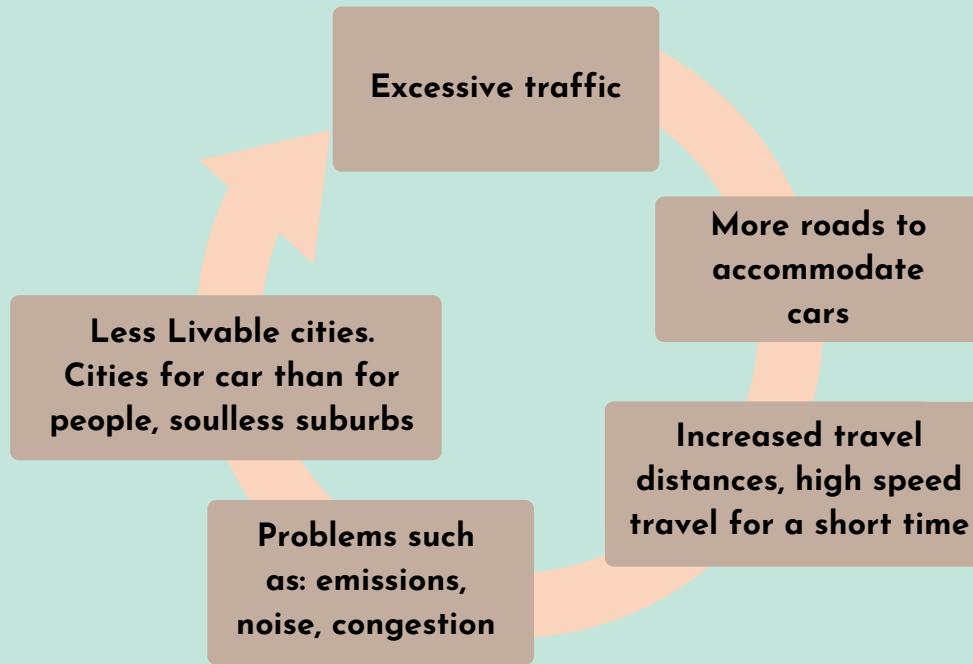 Excessive traffic
More roads to
accommodate
cars
Increased travel
distances, high speed
travel for a short time
Problems such
as: emissions,
noise, congestion
Less Livable cities.
Cities for car than for
people, soulless suburbs